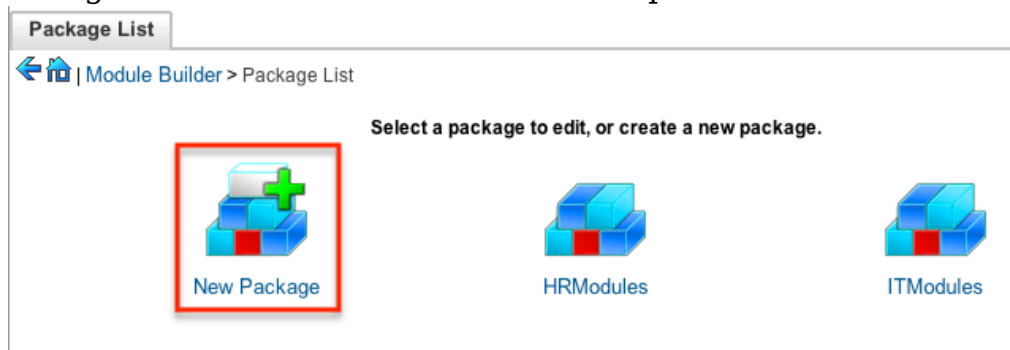 Package List
| Module Builder > Package List
Select a package to edit, or create a new package.
New Package
HRModules
ITModules